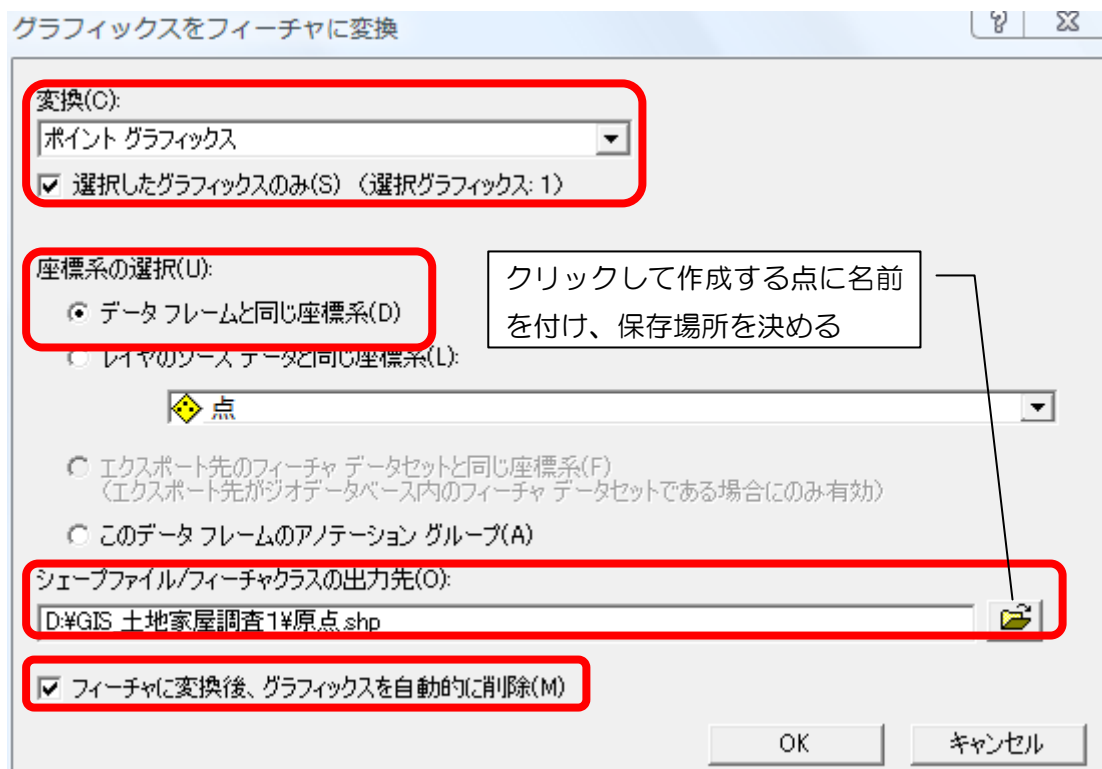 グラフィックスをフィーチャに変換
変換(C):
ポイント グラフィックス
選択したグラフィックスのみ(S) (選択グラフィックス: 1)
座標系の選択(U):
データ フレームと同じ座標系(D)
クリックして作成する点に名前
を付け、保存場所を決める
レイヤのソース データと同じ座標系(L):
点
エクスポート先のフィーチャ データセットと同じ座標系(F)
(エクスポート先がジオデータベース内のフィーチャ データセットである場合にのみ有効)
このデータ フレームのアノテーション グループ(A)
シェープファイル/フィーチャクラスの出力先(O):
D:¥GIS_土地家屋調査1¥原点.shp
フィーチャに変換後、グラフィックスを自動的に削除(M)
OK
キャンセル